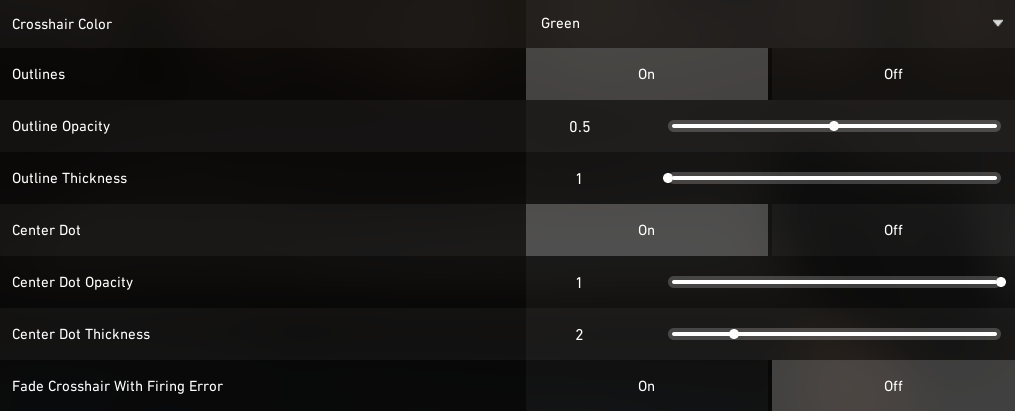 Crosshair Color Green
Outlines On Off
Outline Opacity 0.5
Outline Thickness 1
Center Dot On Off
Center Dot Opacity 1
Center Dot Thickness 2
Fade Crosshair With Firing Error On Off